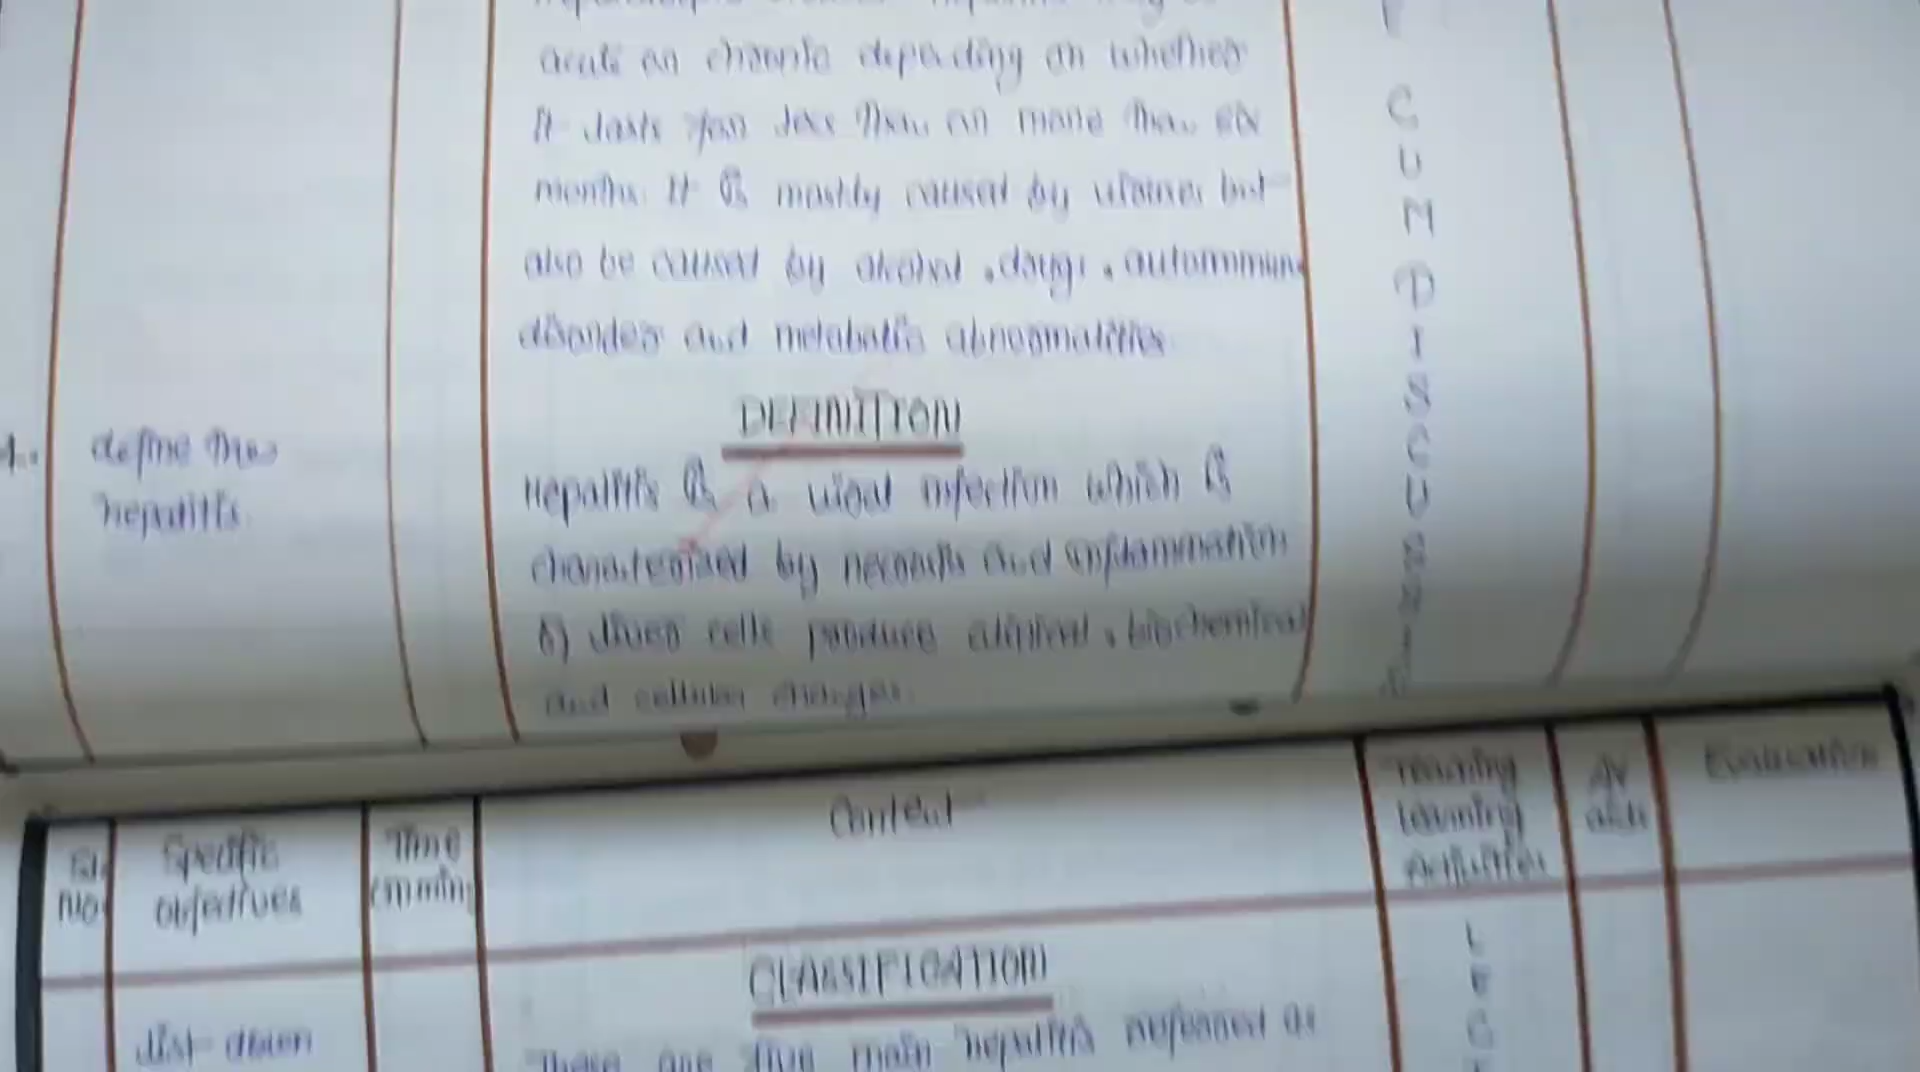 acute or chronic depending on whether
It lasts for less than or more than six
months. It is mostly caused by viruses but
also be caused by alcohol, drugs, autoimmune
disorders and metabolic abnormalities
DEFINITION
1. define the
hepatitis.
Hepatitis is a viral infection which is
characterized by necrosis and inflammation
of liver cells produce clinical, biochemical
and cellular changes.
C
U
M
D
I
S
C
U
S
S
I
O
Sl. No
Specific
objectives
Time
Content
Teaching
Learning
Activities
AV
aids
Evaluation
CLASSIFICATION
list down
These are five main hepatitis referred as
L
E
C